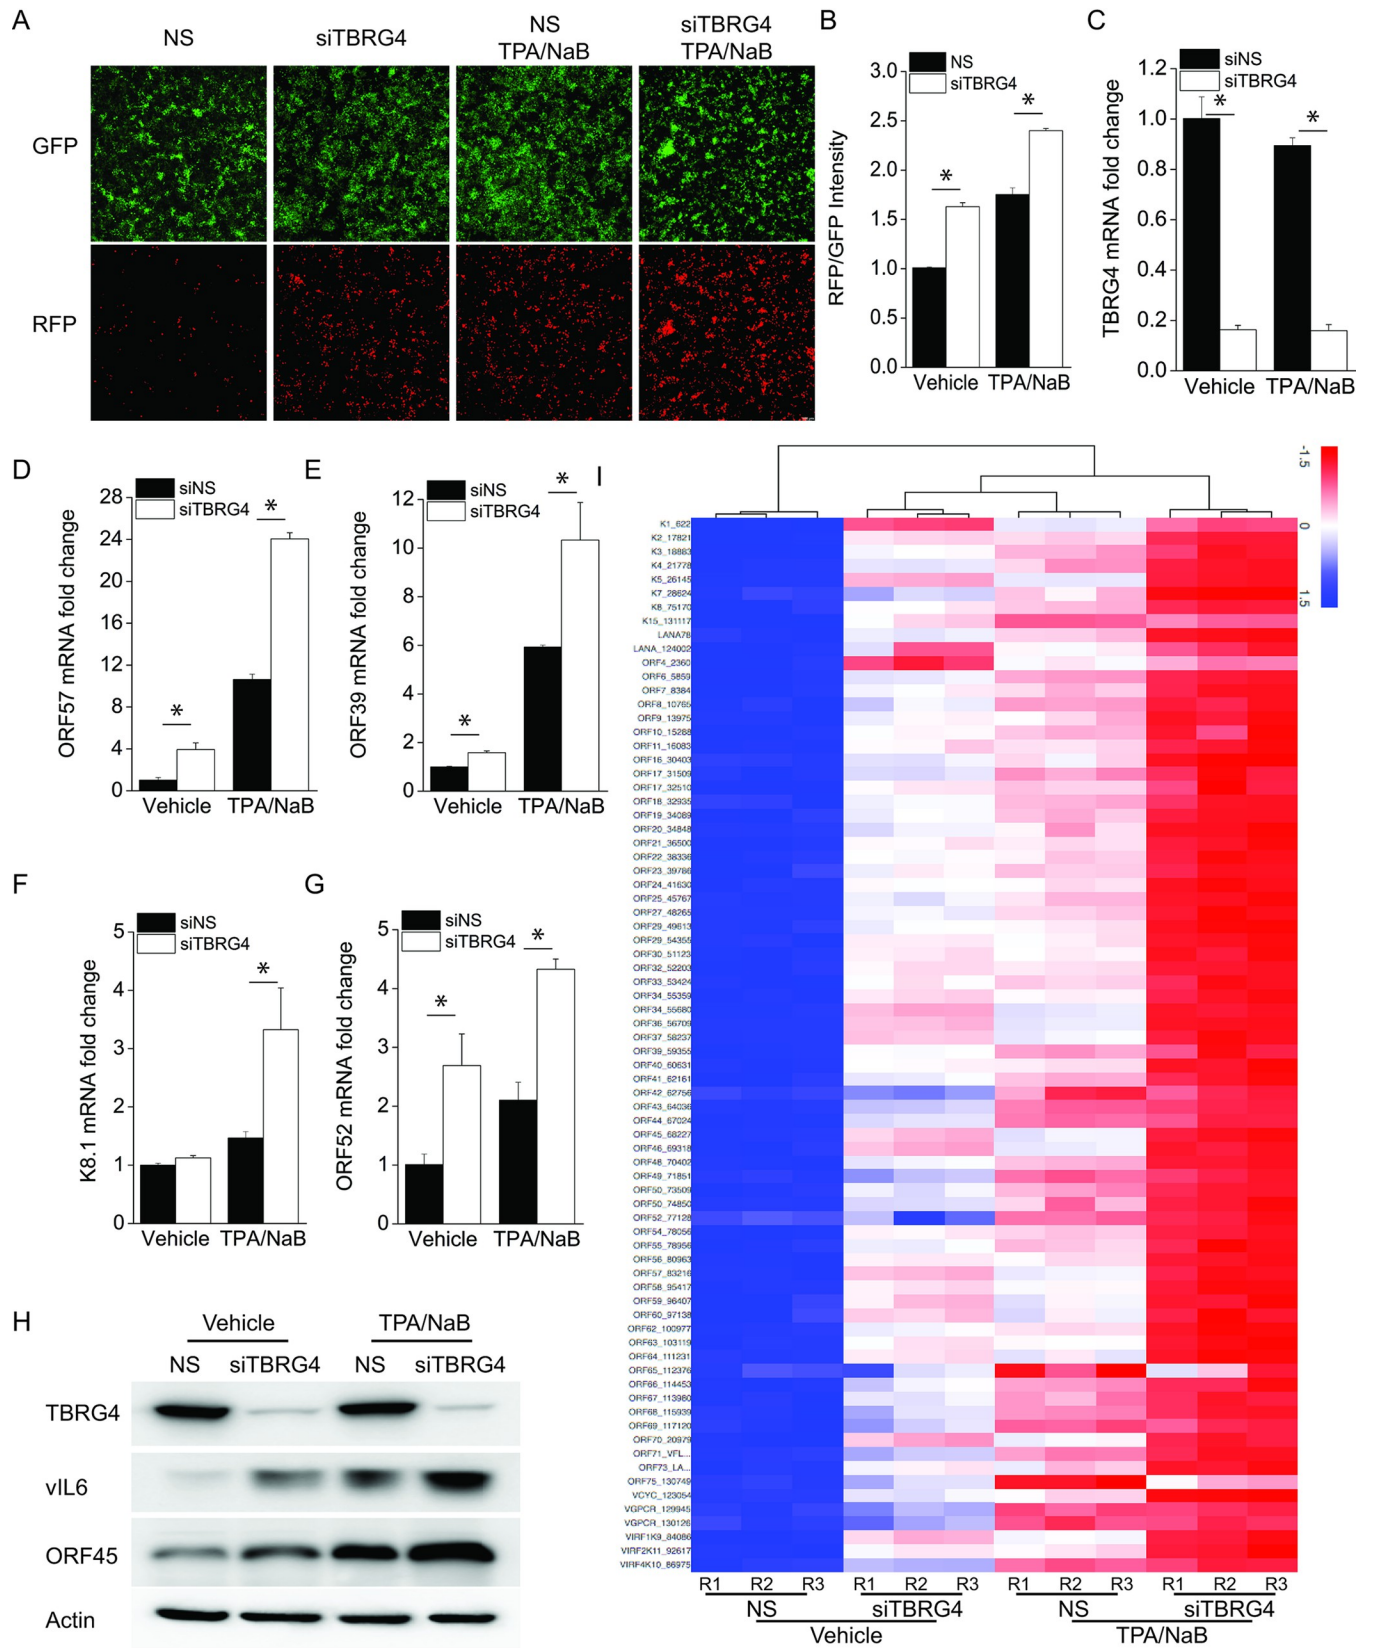 A
NS
siTBRG4
NS
TPA/NaB
siTBRG4
TPA/NaB
GFP
RFP
B
NS
siTBRG4
RFP/GFP Intensity
3.0
2.5
2.0
1.5
1.0
0.5
0.0
*
*
Vehicle
TPA/NaB
C
siNS
siTBRG4
TBRG4 mRNA fold change
1.2
1.0
0.8
0.6
0.4
0.2
0.0
*
*
Vehicle
TPA/NaB
D
siNS
siTBRG4
ORF57 mRNA fold change
28
24
20
16
12
8
4
0
*
*
Vehicle
TPA/NaB
E
siNS
siTBRG4
ORF39 mRNA fold change
12
10
8
6
4
2
0
*
*
Vehicle
TPA/NaB
F
siNS
siTBRG4
K8.1 mRNA fold change
5
4
3
2
1
0
*
Vehicle
TPA/NaB
G
siNS
siTBRG4
ORF52 mRNA fold change
5
4
3
2
1
0
*
*
Vehicle
TPA/NaB
H
Vehicle
TPA/NaB
NS
siTBRG4
NS
siTBRG4
TBRG4
vIL6
ORF45
Actin
I
-1.5
0
1.5
K1_622
K2_17821
K3_18883
K4_21778
K5_26145
K7_28624
K8_75170
K15_131117
LANA78
LANA_124002
ORF4_2360
ORF6_5859
ORF7_8384
ORF8_10765
ORF9_13975
ORF10_15288
ORF11_16083
ORF16_30403
ORF17_31509
ORF17_32510
ORF18_32935
ORF19_34089
ORF20_34848
ORF21_36500
ORF22_38336
ORF23_39786
ORF24_41630
ORF25_45767
ORF27_48265
ORF29_49613
ORF29_54355
ORF30_51123
ORF32_52203
ORF33_53424
ORF34_55359
ORF34_55680
ORF36_56709
ORF37_58237
ORF39_59355
ORF40_60631
ORF41_62161
ORF42_62756
ORF43_64036
ORF44_67024
ORF45_68227
ORF46_69318
ORF48_70402
ORF49_71851
ORF50_73509
ORF50_74850
ORF52_77128
ORF54_78056
ORF55_78956
ORF56_80963
ORF57_83216
ORF58_95417
ORF59_96407
ORF60_97138
ORF62_100977
ORF63_103119
ORF64_111231
ORF65_112376
ORF66_114453
ORF67_113980
ORF68_115939
ORF69_117120
ORF70_20979
ORF71_VFL...
ORF73_LA...
ORF75_130749
VCYC_123054
VGPCR_129945
VGPCR_130126
VIRF1K9_84086
VIRF2K11_92617
VIRF4K10_86975
R1 R2 R3 R1 R2 R3 R1 R2 R3 R1 R2 R3
NS siTBRG4 NS siTBRG4
Vehicle TPA/NaB